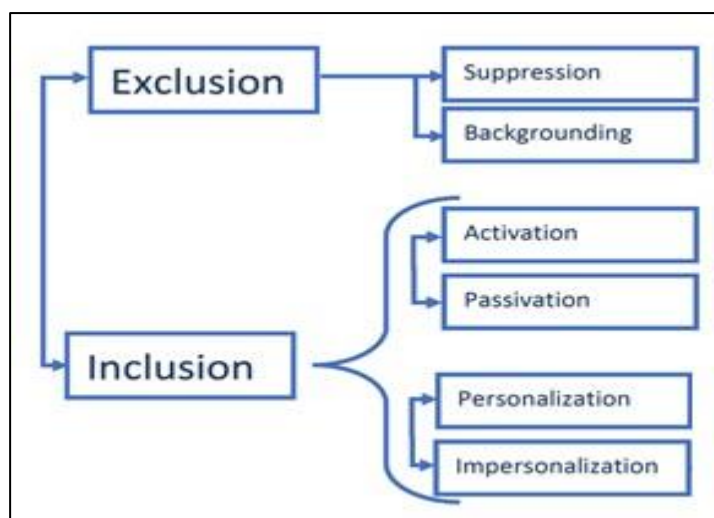 Exclusion
Suppression
Backgrounding
Activation
Passivation
Inclusion
Personalization
Impersonalization